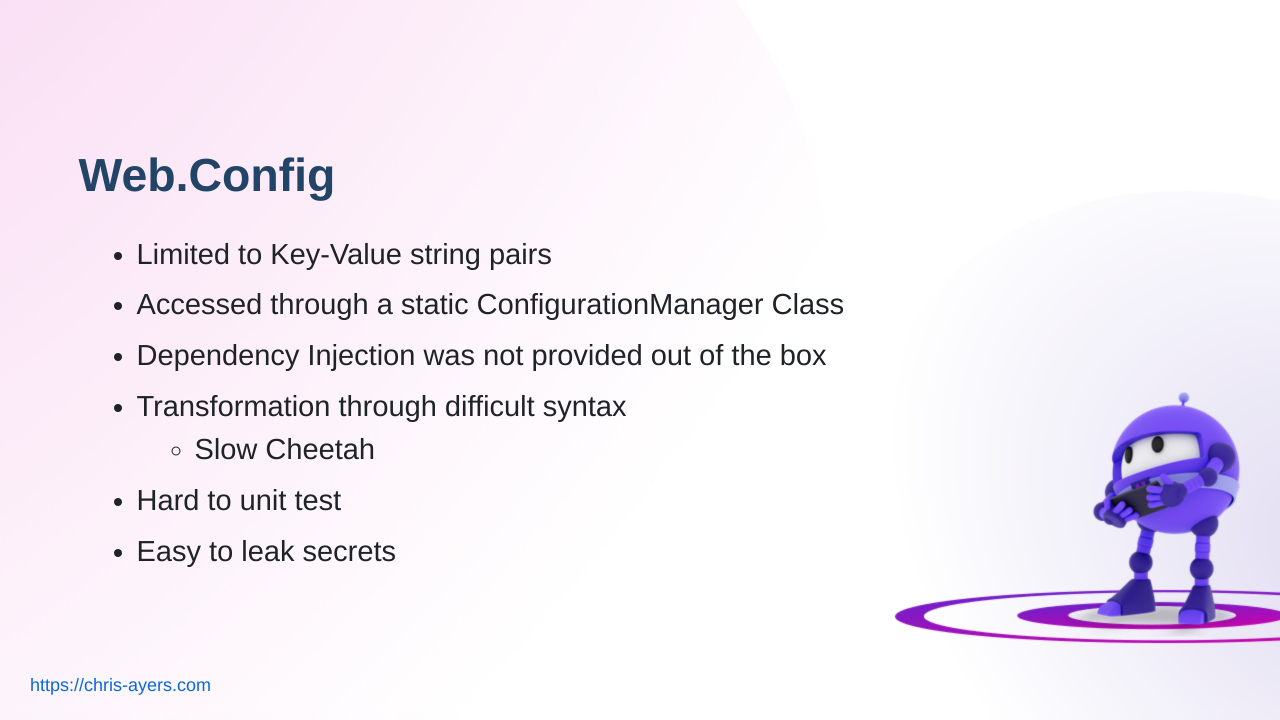 Web.Config
• Limited to Key-Value string pairs
• Accessed through a static ConfigurationManager Class
• Dependency Injection was not provided out of the box
• Transformation through difficult syntax
◦ Slow Cheetah
• Hard to unit test
• Easy to leak secrets
https://chris-ayers.com